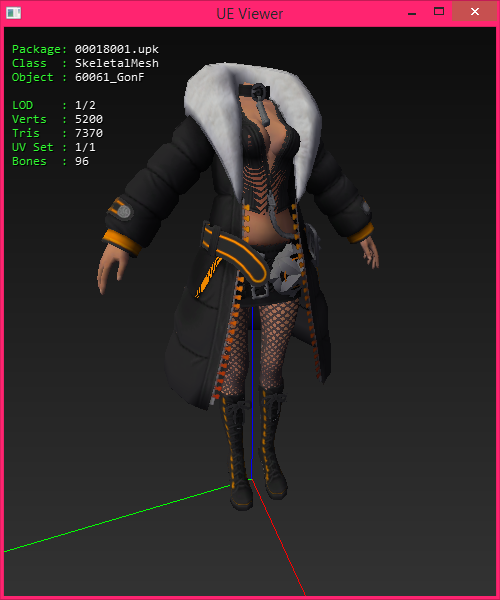 UE Viewer
Package: 00018001.upk
Class  : SkeletalMesh
Object : 60061_GonF
LOD    : 1/2
Verts  : 5200
Tris   : 7370
UV Set : 1/1
Bones  : 96